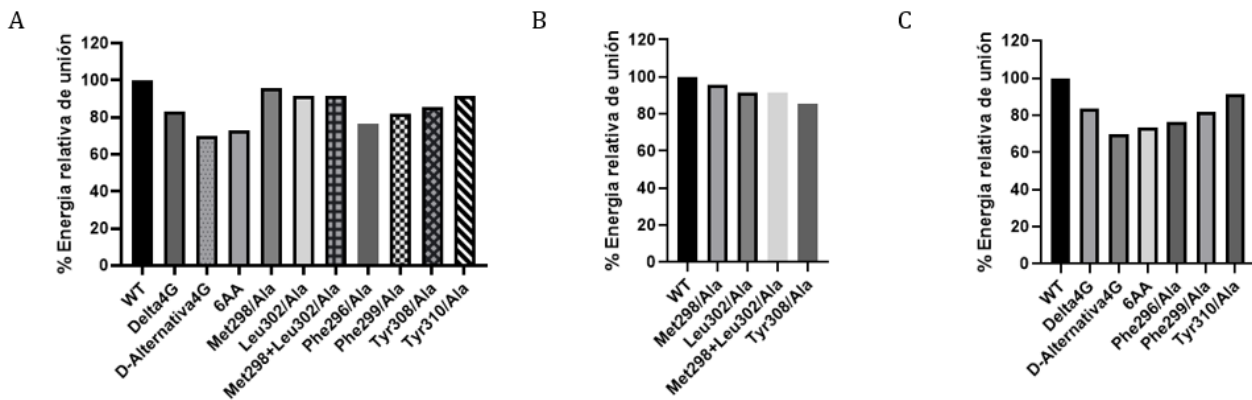 A
% Energia relativa de unión
120
100
80
60
40
20
0
WT
Delta4G
D-Alternativa4G
6AA
Met298/Ala
Leu302/Ala
Met298+Leu302/Ala
Phe296/Ala
Phe299/Ala
Tyr308/Ala
Tyr310/Ala
B
% Energia relativa de unión
120
100
80
60
40
20
0
WT
Met298/Ala
Leu302/Ala
Met298+Leu302/Ala
Tyr308/Ala
C
% Energia relativa de unión
120
100
80
60
40
20
0
WT
Delta4G
D-Alternativa4G
6AA
Phe296/Ala
Phe299/Ala
Tyr310/Ala